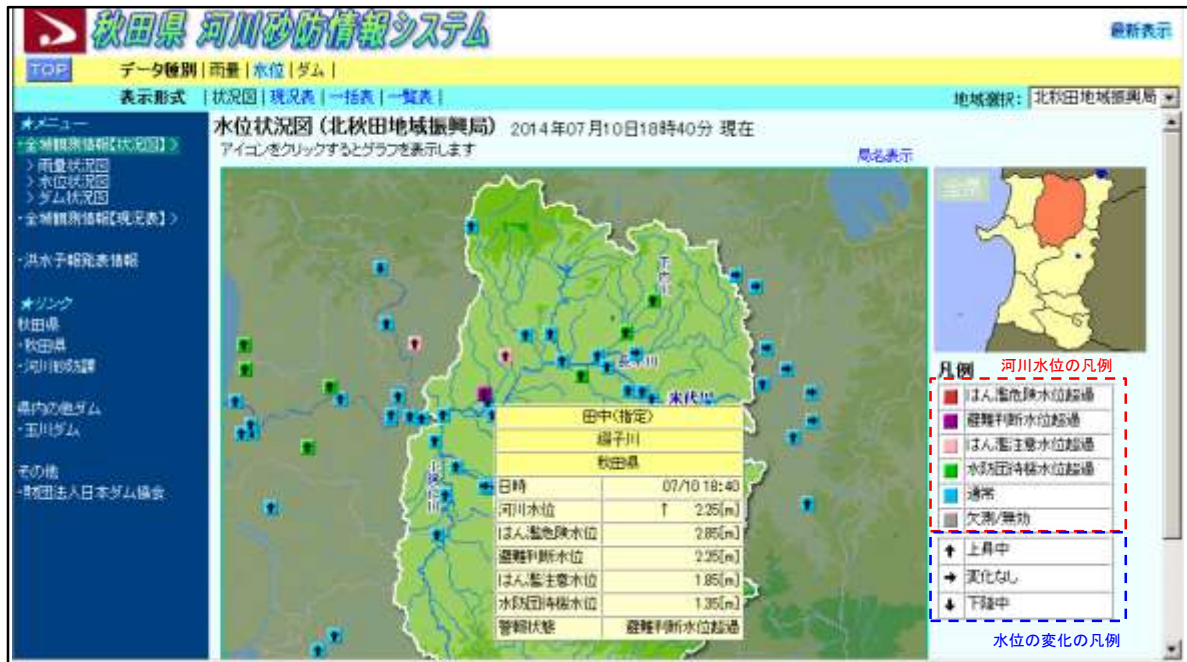 秋田県 河川砂防情報システム
最新表示
TOP データ種別 | 雨量 | 水位 | ダム |
表示形式 | 状況図 | 現況表 | 一括表 | 一覧表 |
地域選択: 北秋田地域振興局
★メニュー
・全域観測情報【状況図】>
>雨量状況図
>水位状況図
>ダム状況図
・全域観測情報【現況表】>
・洪水予報発表情報
★リンク
秋田県
・秋田県
・河川砂防課
県内の他ダム
・玉川ダム
その他
・財団法人日本ダム協会
水位状況図(北秋田地域振興局) 2014年07月10日18時40分 現在
アイコンをクリックするとグラフを表示します
局名表示
下内川
長木川
米代川
田中(指定)
綴子川
秋田県
日時 07/10 18:40
河川水位 ↑ 2.25[m]
はん濫危険水位 2.85[m]
避難判断水位 2.25[m]
はん濫注意水位 1.85[m]
水防団待機水位 1.35[m]
警報状態 避難判断水位超過
全県
凡例
河川水位の凡例
はん濫危険水位超過
避難判断水位超過
はん濫注意水位超過
水防団待機水位超過
通常
欠測/無効
↑ 上昇中
→ 変化なし
↓ 下降中
水位の変化の凡例